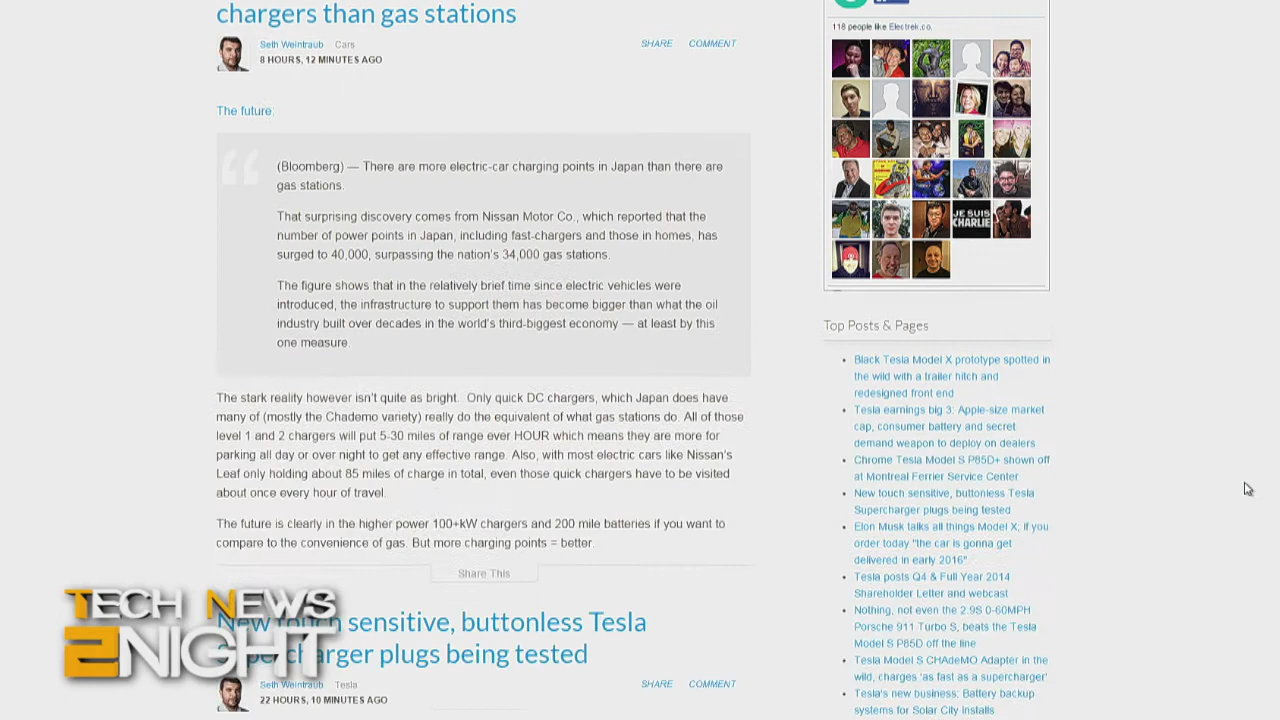 chargers than gas stations
Seth Weintraub Cars
8 HOURS, 12 MINUTES AGO
SHARE COMMENT
The future:
“
(Bloomberg) — There are more electric-car charging points in Japan than there are
gas stations.
That surprising discovery comes from Nissan Motor Co., which reported that the
number of power points in Japan, including fast-chargers and those in homes, has
surged to 40,000, surpassing the nation's 34,000 gas stations.
The figure shows that in the relatively brief time since electric vehicles were
introduced, the infrastructure to support them has become bigger than what the oil
industry built over decades in the world's third-biggest economy — at least by this
one measure.
The stark reality however isn't quite as bright. Only quick DC chargers, which Japan does have
many of (mostly the Chademo variety) really do the equivalent of what gas stations do. All of those
level 1 and 2 chargers will put 5-30 miles of range ever HOUR which means they are more for
parking all day or over night to get any effective range. Also, with most electric cars like Nissan's
Leaf only holding about 85 miles of charge in total, even those quick chargers have to be visited
about once every hour of travel.
The future is clearly in the higher power 100+kW chargers and 200 mile batteries if you want to
compare to the convenience of gas. But more charging points = better.
Share This
New touch sensitive, buttonless Tesla
Supercharger plugs being tested
Seth Weintraub Tesla
22 HOURS, 10 MINUTES AGO
SHARE COMMENT
TECH NEWS
2NIGHT
118 people like Electrek.co.
JE SUIS
CHARLIE
Top Posts & Pages
Black Tesla Model X prototype spotted in
the wild with a trailer hitch and
redesigned front end
Tesla earnings big 3: Apple-size market
cap, consumer battery and secret
demand weapon to deploy on dealers
Chrome Tesla Model S P85D+ shown off
at Montreal Ferrier Service Center
New touch sensitive, buttonless Tesla
Supercharger plugs being tested
Elon Musk talks all things Model X; If you
order today "the car is gonna get
delivered in early 2016"
Tesla posts Q4 & Full Year 2014
Shareholder Letter and webcast
Nothing, not even the 2.9S 0-60MPH
Porsche 911 Turbo S, beats the Tesla
Model S P85D off the line
Tesla Model S CHAdeMO Adapter in the
wild, charges 'as fast as a supercharger'
Tesla's new business: Battery backup
systems for Solar City installs